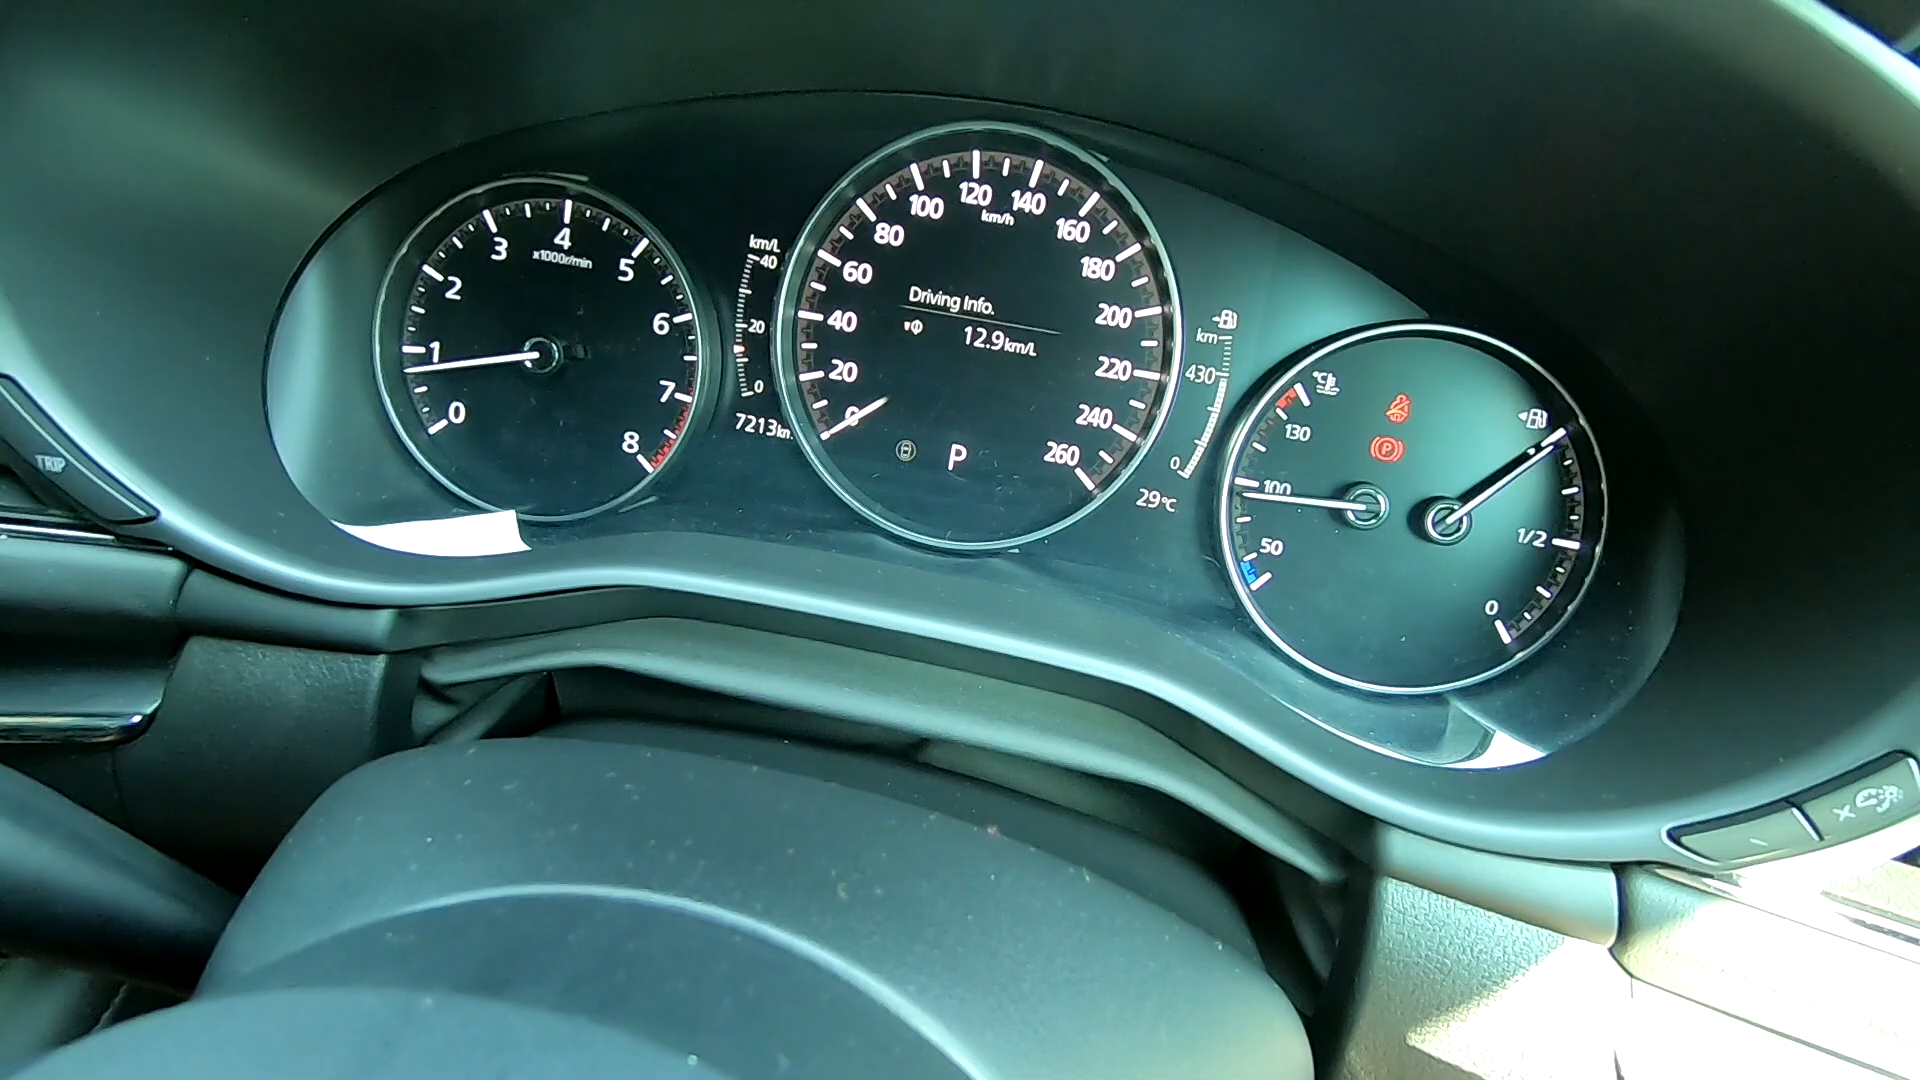 0
1
2
3
4
x1000r/min
5
6
7
8
km/L
40
20
0
7213km
0
20
40
60
80
100
120
km/h
140
160
180
200
220
240
260
Driving Info.
12.9km/L
P
km
430
0
29°C
°C
130
100
50
P
1/2
0
TRIP